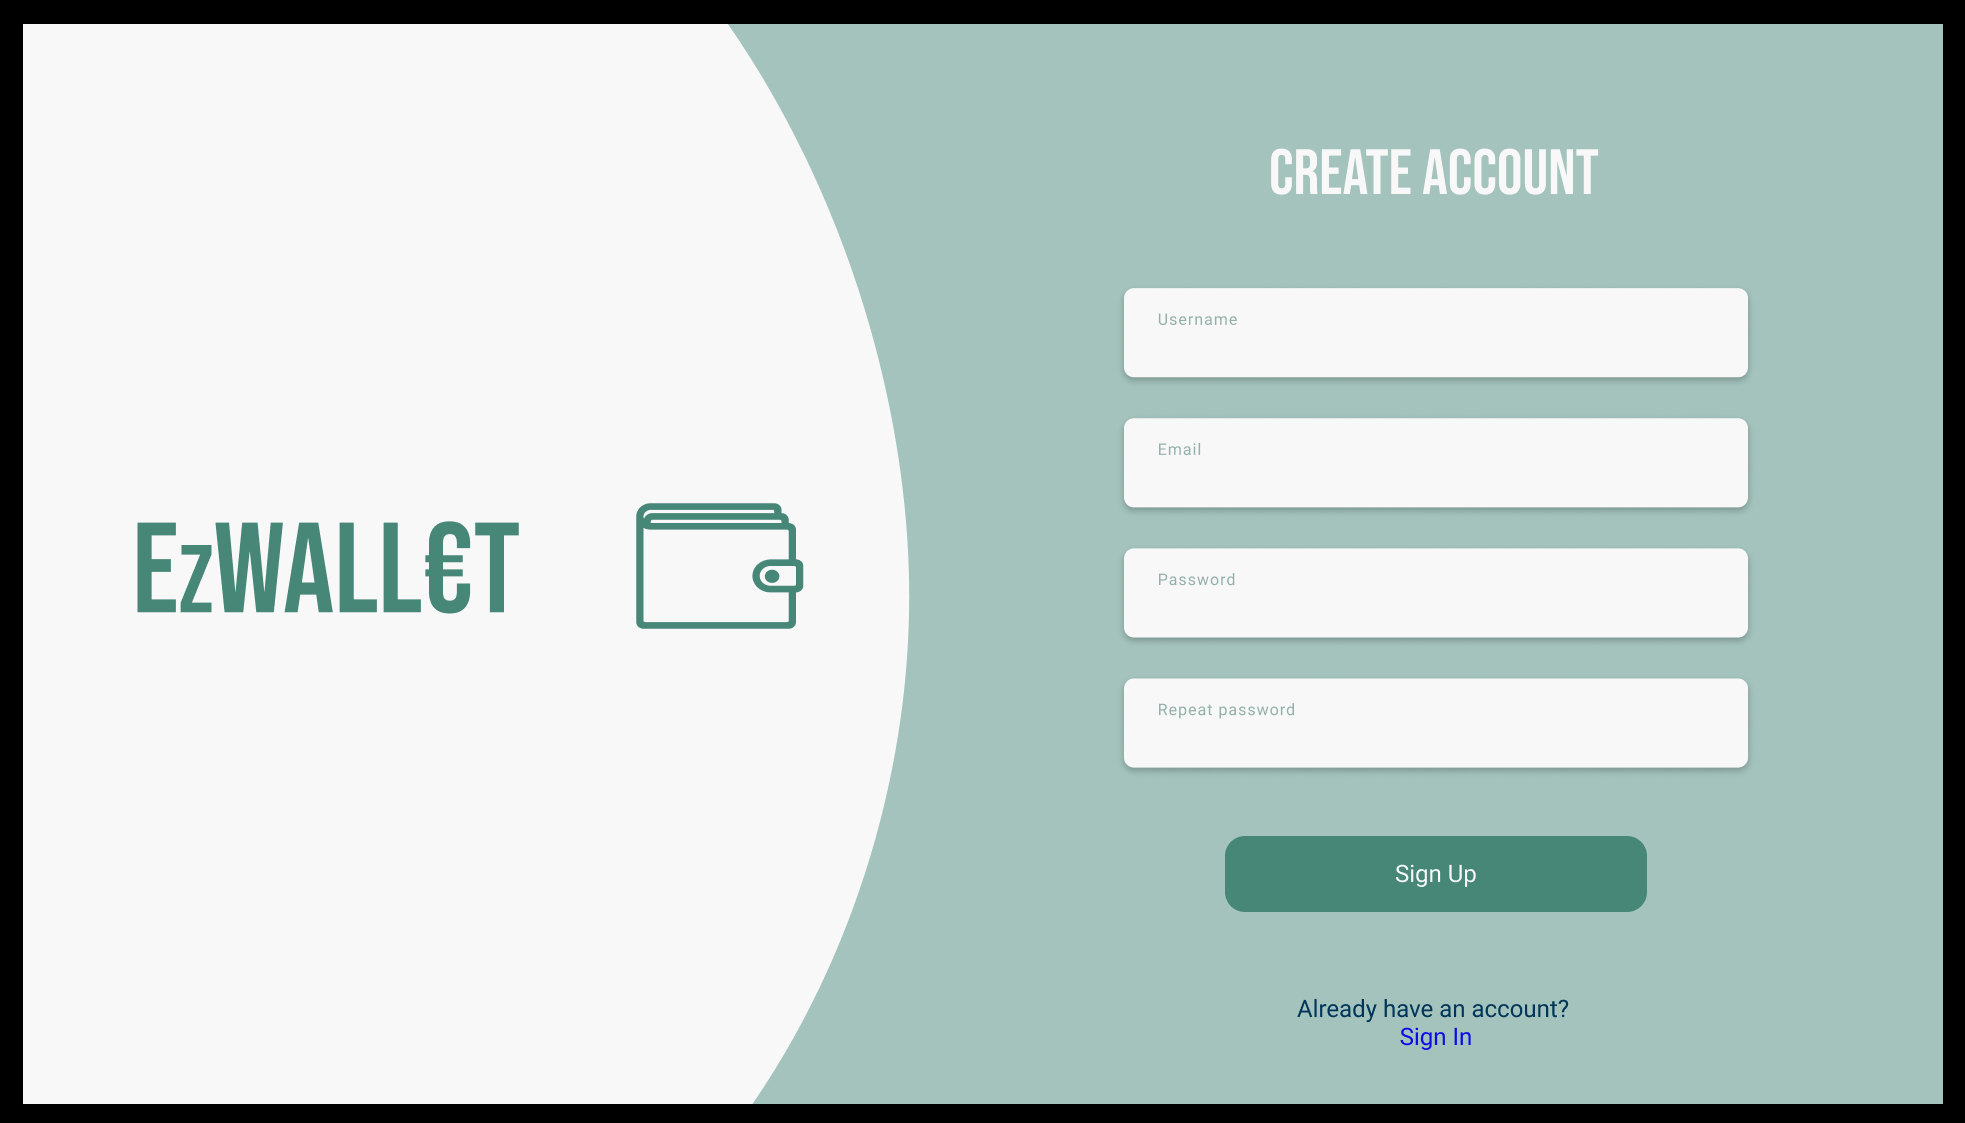 EzWALL€T
CREATE ACCOUNT
Username
Email
Password
Repeat password
Sign Up
Already have an account?
Sign In